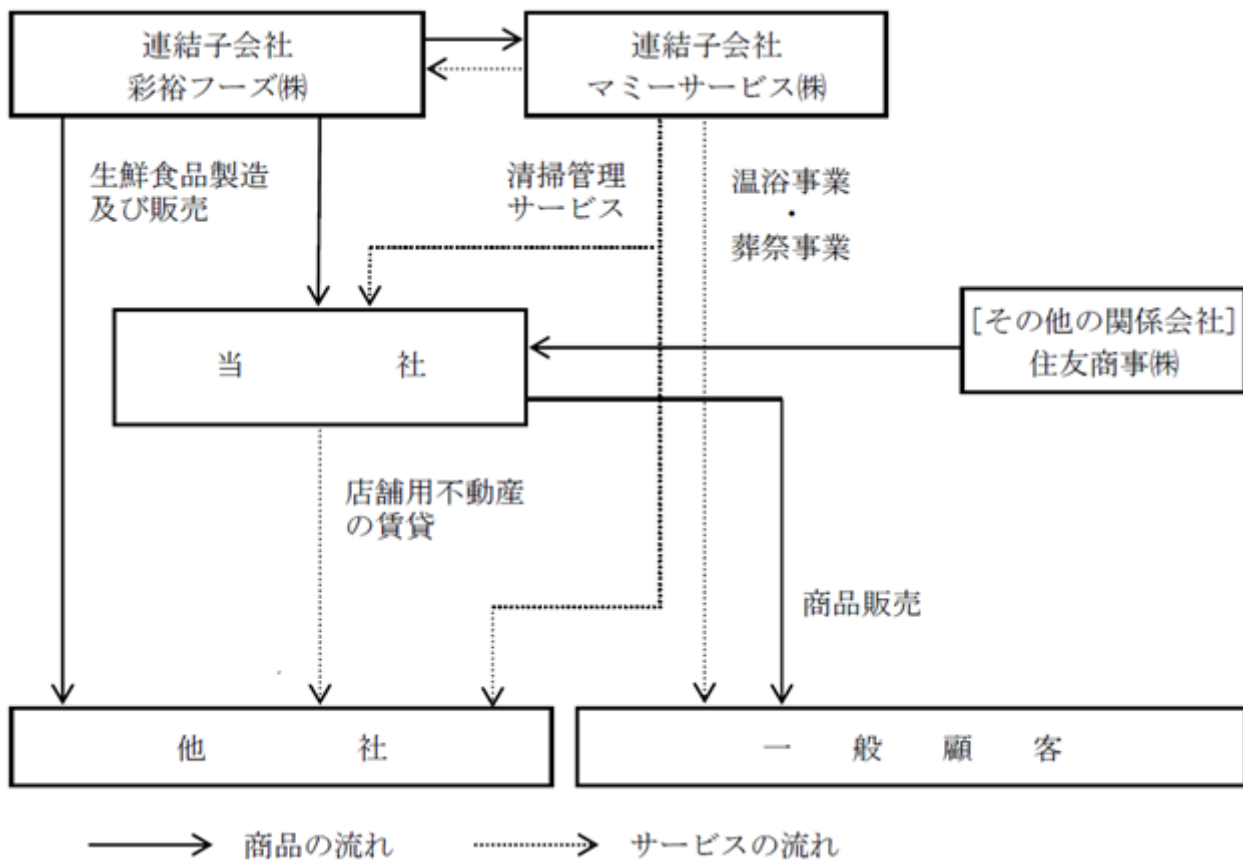 連結子会社
彩裕フーズ㈱
連結子会社
マミーサービス㈱
生鮮食品製造
及び販売
清掃管理
サービス
温浴事業
・
葬祭事業
[その他の関係会社]
住友商事㈱
当 社
店舗用不動産
の賃貸
商品販売
他 社
一 般 顧 客
商品の流れ
サービスの流れ